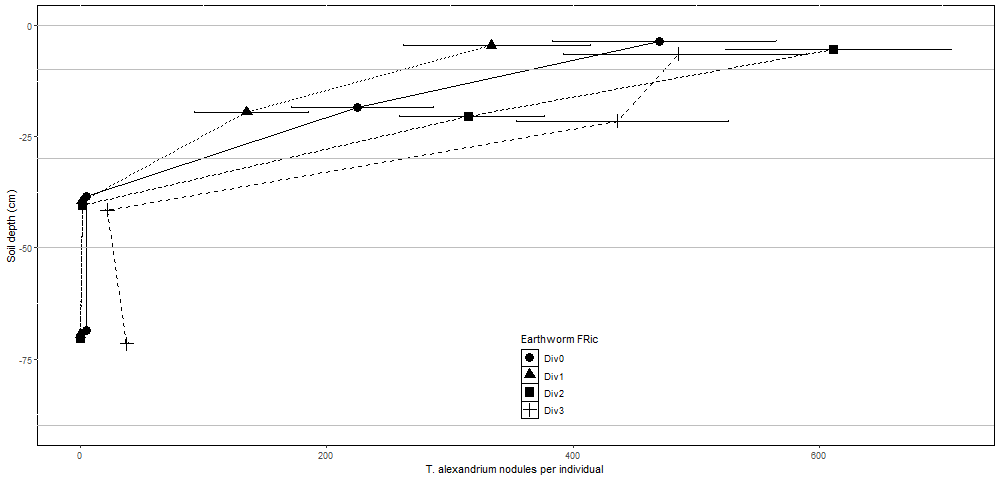 0
-25
-50
-75
Soil depth (cm)
Earthworm FRic
Div0
Div1
Div2
Div3
0
200
400
600
T. alexandrium nodules per individual